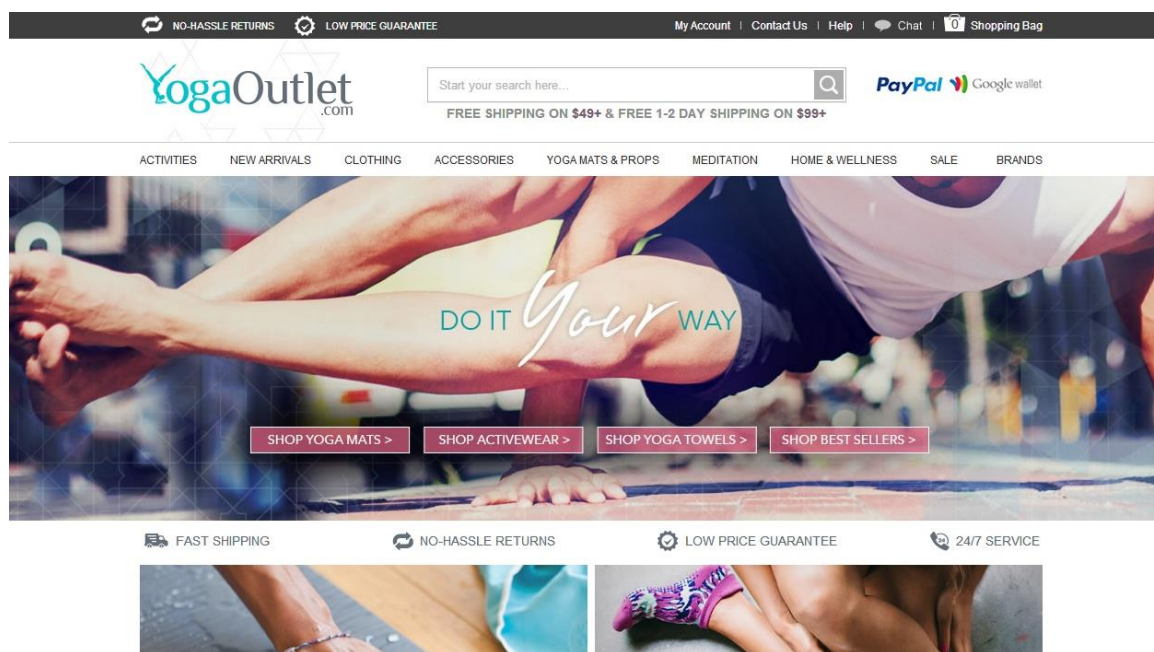 NO-HASSLE RETURNS LOW PRICE GUARANTEE My Account | Contact Us | Help | Chat | 0 Shopping Bag
YogaOutlet
.com
Start your search here...
PayPal Google wallet
FREE SHIPPING ON $49+ & FREE 1-2 DAY SHIPPING ON $99+
ACTIVITIES NEW ARRIVALS CLOTHING ACCESSORIES YOGA MATS & PROPS MEDITATION HOME & WELLNESS SALE BRANDS
DO IT Your WAY
SHOP YOGA MATS > SHOP ACTIVEWEAR > SHOP YOGA TOWELS > SHOP BEST SELLERS >
FAST SHIPPING NO-HASSLE RETURNS LOW PRICE GUARANTEE 24 24/7 SERVICE